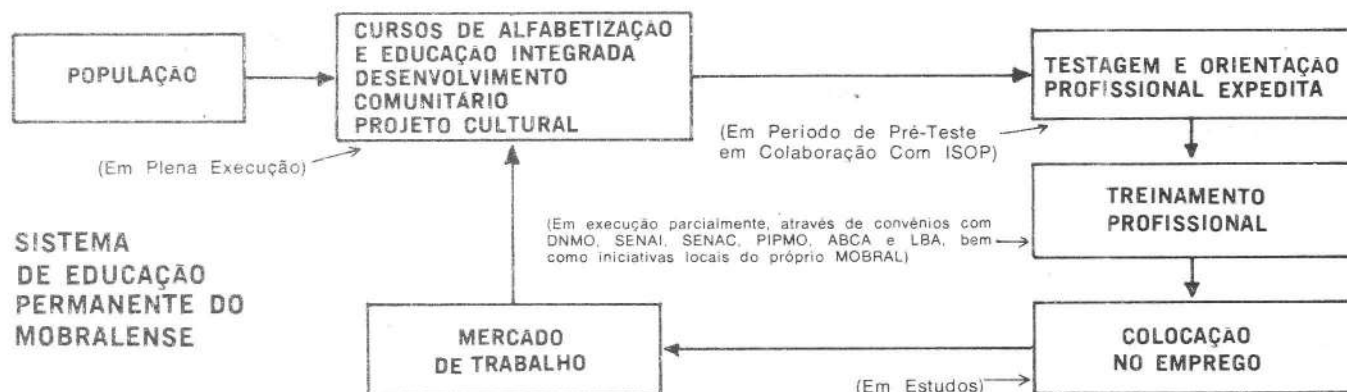 POPULAÇÃO
CURSOS DE ALFABETIZAÇÃO
E EDUCAÇÃO INTEGRADA
DESENVOLVIMENTO
COMUNITÁRIO
PROJETO CULTURAL
TESTAGEM E ORIENTAÇÃO
PROFISSIONAL EXPEDITA
(Em Plena Execução)
(Em Período de Pré-Teste
em Colaboração Com ISOP)
TREINAMENTO
PROFISSIONAL
(Em execução parcialmente, através de convênios com
DNMO, SENAI, SENAC, PIPMO, ABCA e LBA, bem
como iniciativas locais do próprio MOBRAL)
SISTEMA
DE EDUCAÇÃO
PERMANENTE DO
MOBRALENSE
MERCADO
DE TRABALHO
COLOCAÇÃO
NO EMPREGO
(Em Estudos)